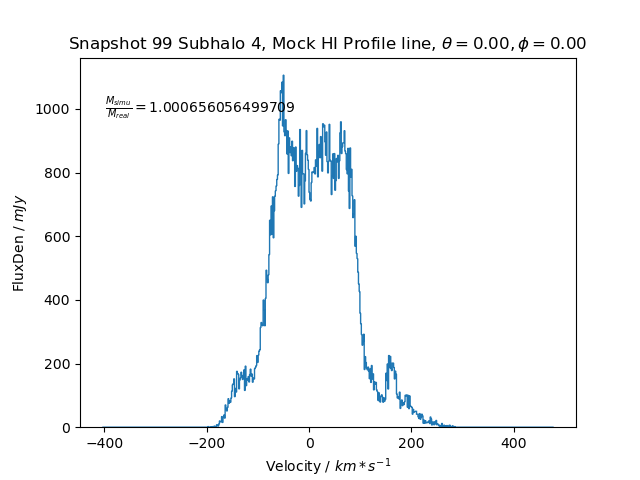 Snapshot 99 Subhalo 4, Mock HI Profile line, θ = 0.00, ϕ = 0.00
M_simu / M_real = 1.000656056499709
FluxDen / mJy
1000
800
600
400
200
0
−400 −200 0 200 400
Velocity / km * s⁻¹